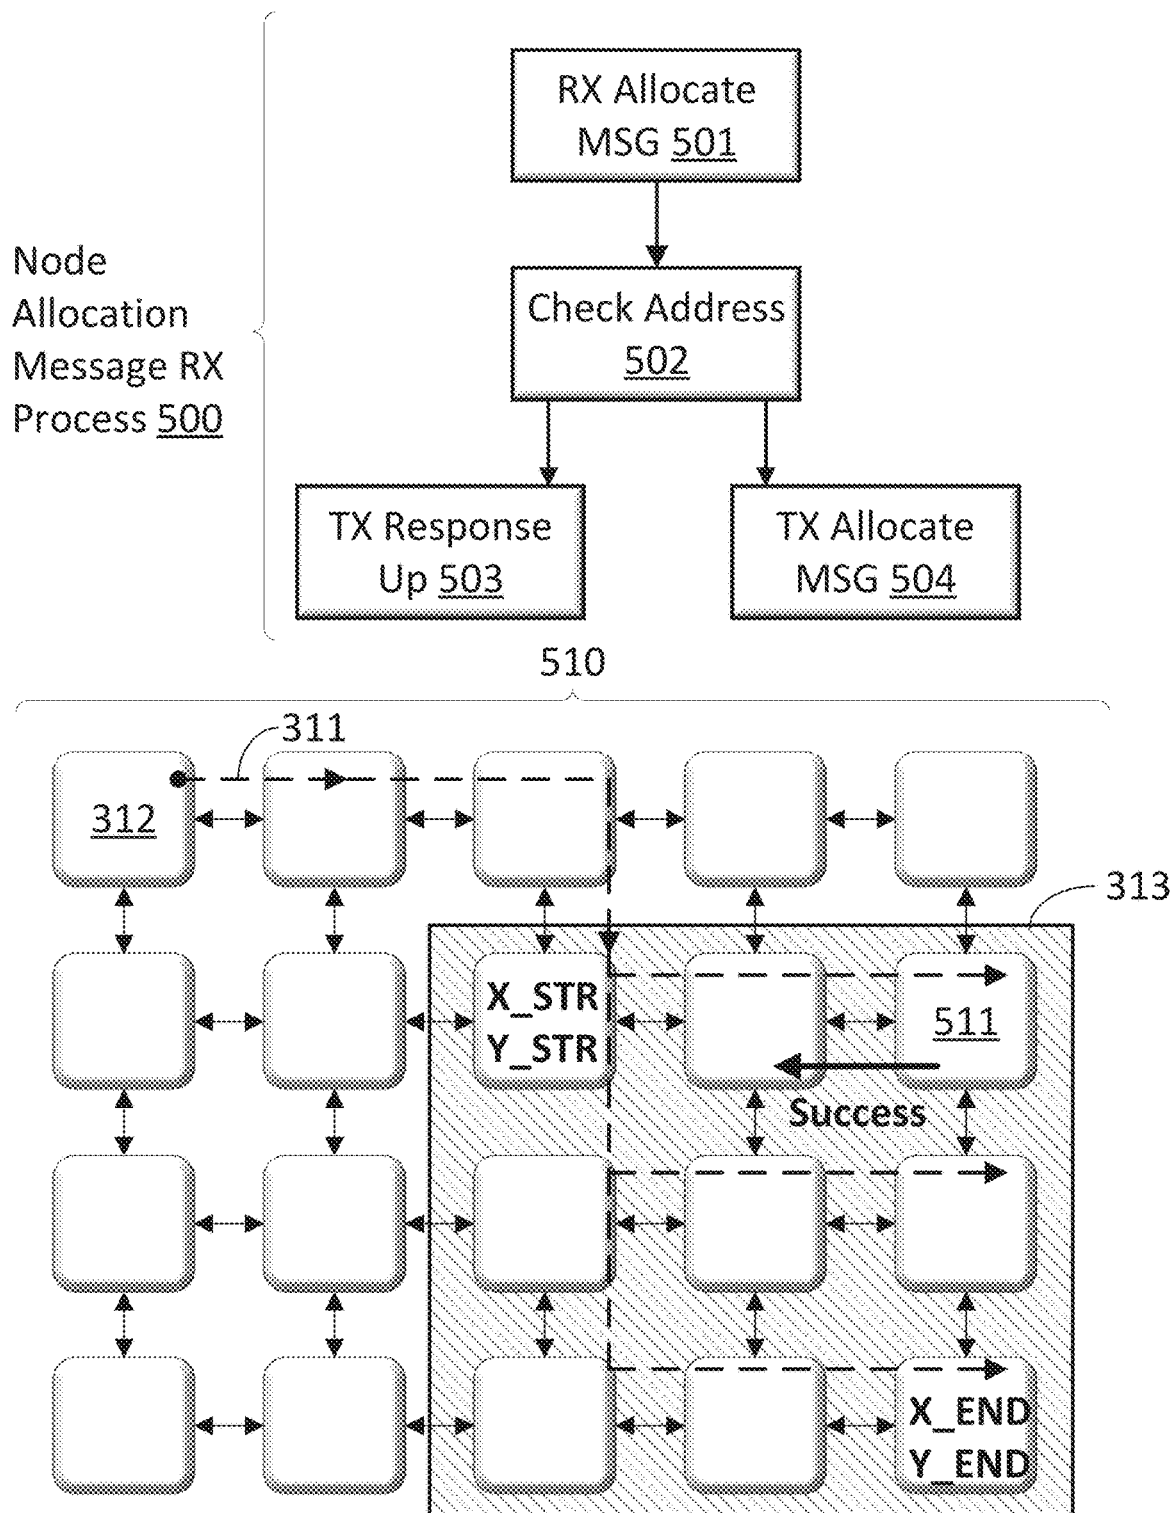 RX Allocate
MSG 501
Node
Allocation
Message RX
Process 500
Check Address
502
TX Response
Up 503
TX Allocate
MSG 504
510
311
312
313
X_STR
Y_STR
511
Success
X_END
Y_END